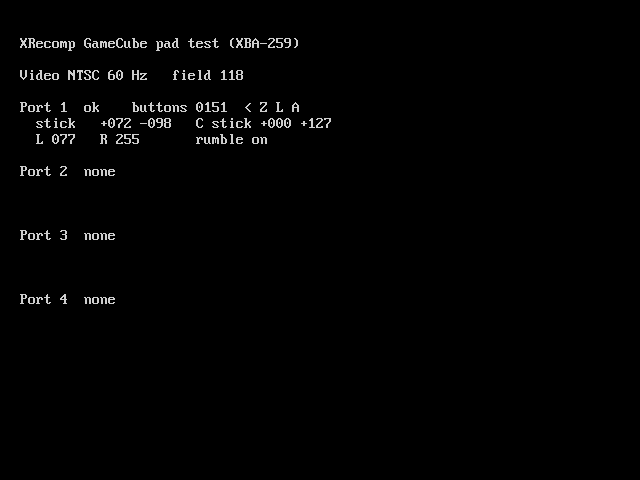 XRecomp GameCube pad test (XBA-259)
Video NTSC 60 Hz   field 118
Port 1  ok    buttons 0151  < Z L A
  stick   +072 -098   C stick +000 +127
  L 077   R 255       rumble on
Port 2  none
Port 3  none
Port 4  none